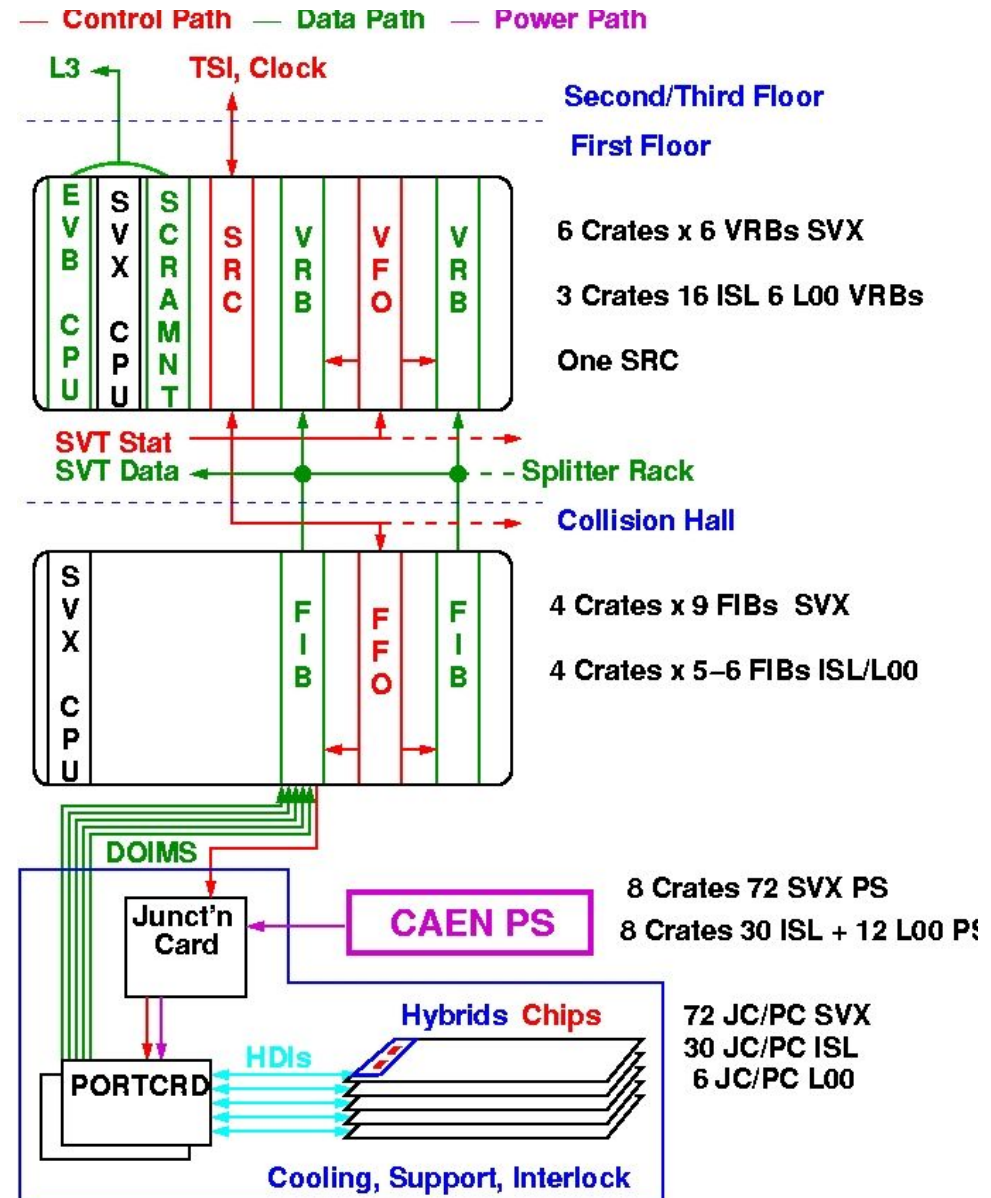 Control Path Data Path Power Path
L3
TSI, Clock
Second/Third Floor
First Floor
EVB CPU
SVX CPU
SCRAMNT
SRC
VRB
VFO
VRB
6 Crates x 6 VRBs SVX
3 Crates 16 ISL 6 L00 VRBs
One SRC
SVT Stat
SVT Data
Splitter Rack
Collision Hall
SVX CPU
FIB
FFO
FIB
4 Crates x 9 FIBs SVX
4 Crates x 5–6 FIBs ISL/L00
DOIMS
Junct'n
Card
CAEN PS
8 Crates 72 SVX PS
8 Crates 30 ISL + 12 L00 PS
Hybrids Chips
72 JC/PC SVX
30 JC/PC ISL
6 JC/PC L00
HDIs
PORTCRD
Cooling, Support, Interlock